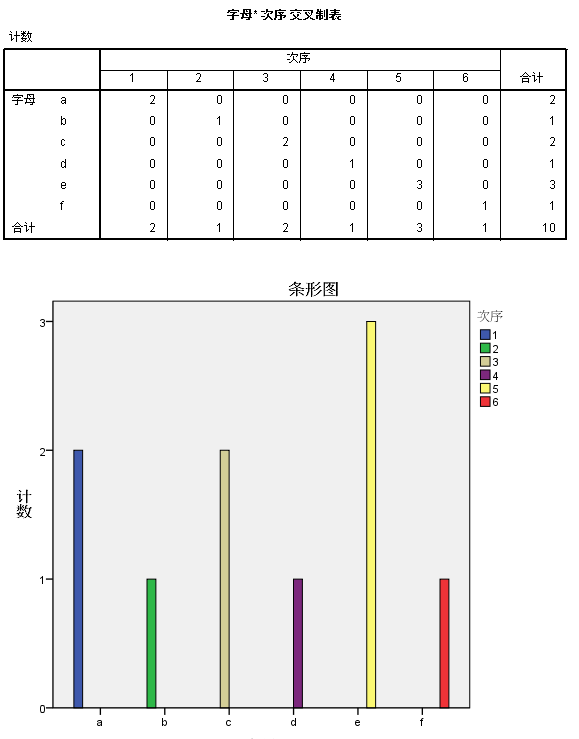 字母* 次序 交叉制表
计数
次序
1 2 3 4 5 6 合计
字母 a 2 0 0 0 0 0 2
b 0 1 0 0 0 0 1
c 0 0 2 0 0 0 2
d 0 0 0 1 0 0 1
e 0 0 0 0 3 0 3
f 0 0 0 0 0 1 1
合计 2 1 2 1 3 1 10
条形图
次序
1
2
3
4
5
6
计数
3
2
1
0
a b c d e f